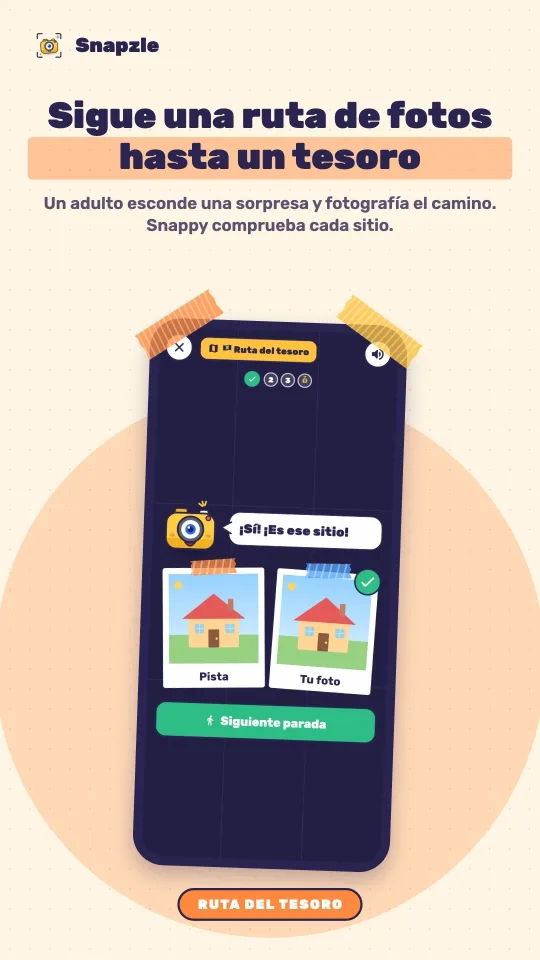 Snapzle
Sigue una ruta de fotos
hasta un tesoro
Un adulto esconde una sorpresa y fotografía el camino.
Snappy comprueba cada sitio.
Ruta del tesoro
2 3
¡Sí! ¡Es ese sitio!
Pista
Tu foto
Siguiente parada
RUTA DEL TESORO